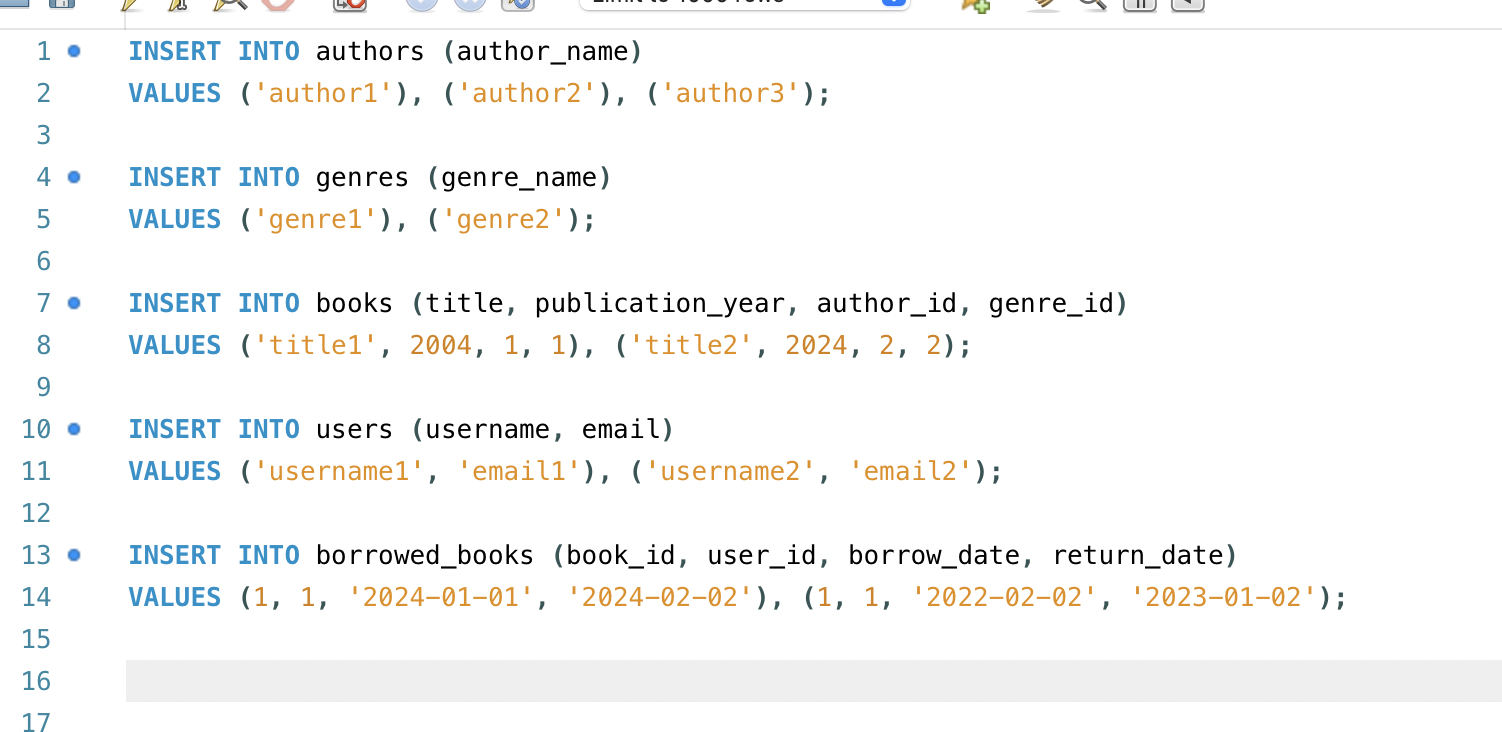 1 INSERT INTO authors (author_name)
2 VALUES ('author1'), ('author2'), ('author3');
3
4 INSERT INTO genres (genre_name)
5 VALUES ('genre1'), ('genre2');
6
7 INSERT INTO books (title, publication_year, author_id, genre_id)
8 VALUES ('title1', 2004, 1, 1), ('title2', 2024, 2, 2);
9
10 INSERT INTO users (username, email)
11 VALUES ('username1', 'email1'), ('username2', 'email2');
12
13 INSERT INTO borrowed_books (book_id, user_id, borrow_date, return_date)
14 VALUES (1, 1, '2024-01-01', '2024-02-02'), (1, 1, '2022-02-02', '2023-01-02');
15
16
17